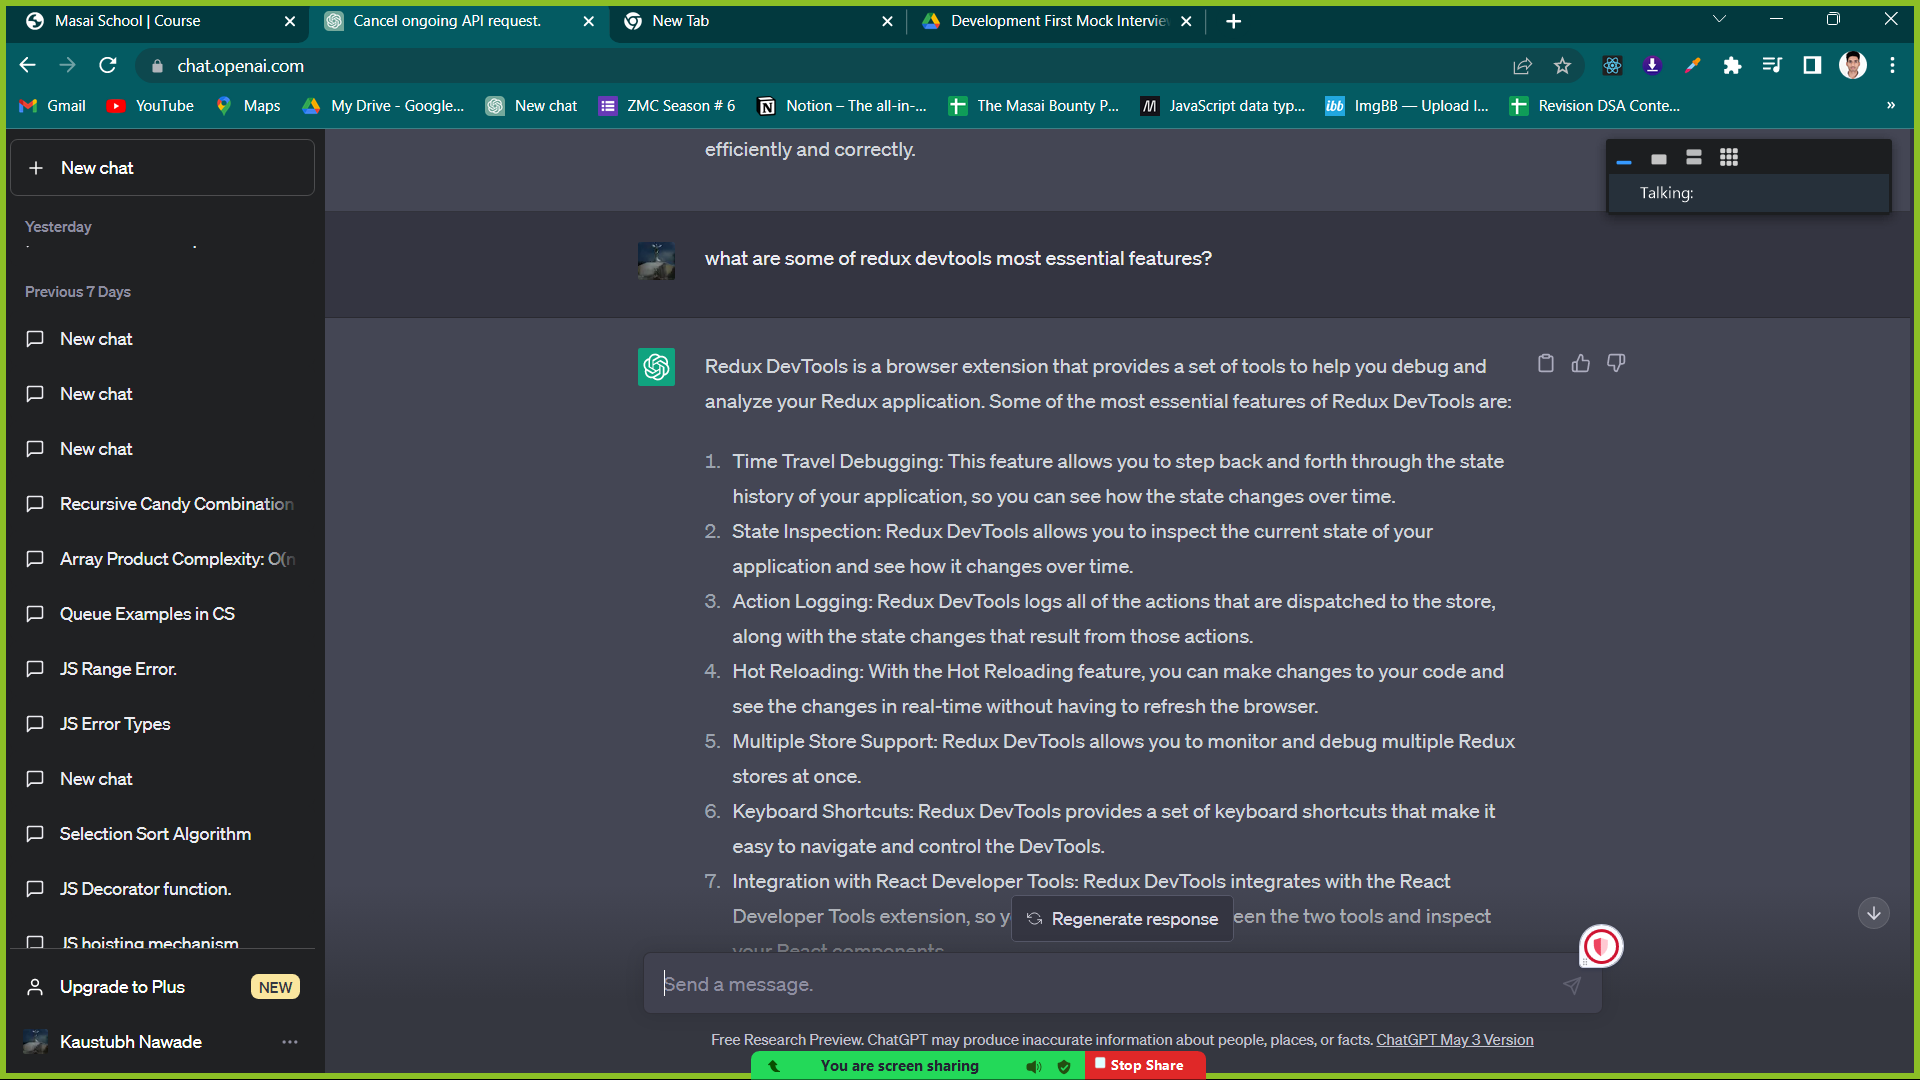 Masai School | Course
Cancel ongoing API request.
New Tab
Development First Mock Intervie
chat.openai.com
Gmail
YouTube
Maps
My Drive - Google...
New chat
ZMC Season # 6
Notion – The all-in-...
The Masai Bounty P...
JavaScript data typ...
ibb
ImgBB — Upload I...
Revision DSA Conte...
»
New chat
Yesterday
Previous 7 Days
New chat
New chat
New chat
Recursive Candy Combination
Array Product Complexity: O(n
Queue Examples in CS
JS Range Error.
JS Error Types
New chat
Selection Sort Algorithm
JS Decorator function.
JS hoisting mechanism
Upgrade to Plus
NEW
Kaustubh Nawade
efficiently and correctly.
Talking:
what are some of redux devtools most essential features?
Redux DevTools is a browser extension that provides a set of tools to help you debug and
analyze your Redux application. Some of the most essential features of Redux DevTools are:
1. Time Travel Debugging: This feature allows you to step back and forth through the state
history of your application, so you can see how the state changes over time.
2. State Inspection: Redux DevTools allows you to inspect the current state of your
application and see how it changes over time.
3. Action Logging: Redux DevTools logs all of the actions that are dispatched to the store,
along with the state changes that result from those actions.
4. Hot Reloading: With the Hot Reloading feature, you can make changes to your code and
see the changes in real-time without having to refresh the browser.
5. Multiple Store Support: Redux DevTools allows you to monitor and debug multiple Redux
stores at once.
6. Keyboard Shortcuts: Redux DevTools provides a set of keyboard shortcuts that make it
easy to navigate and control the DevTools.
7. Integration with React Developer Tools: Redux DevTools integrates with the React
Developer Tools extension, so y een the two tools and inspect
your React components
Regenerate response
Send a message.
Free Research Preview. ChatGPT may produce inaccurate information about people, places, or facts. ChatGPT May 3 Version
You are screen sharing
Stop Share